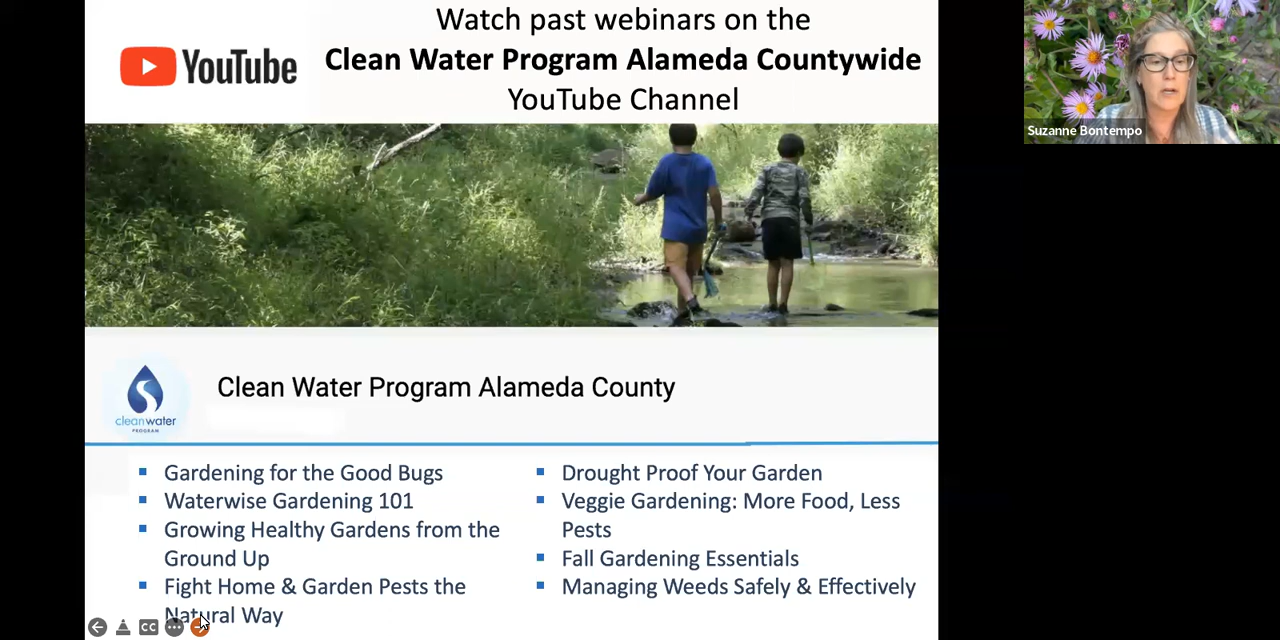 Watch past webinars on the
YouTube
Clean Water Program Alameda Countywide
YouTube Channel
Suzanne Bontempo
clean water
PROGRAM
Clean Water Program Alameda County
Gardening for the Good Bugs
Waterwise Gardening 101
Growing Healthy Gardens from the
Ground Up
Fight Home & Garden Pests the
Natural Way
Drought Proof Your Garden
Veggie Gardening: More Food, Less
Pests
Fall Gardening Essentials
Managing Weeds Safely & Effectively
CC